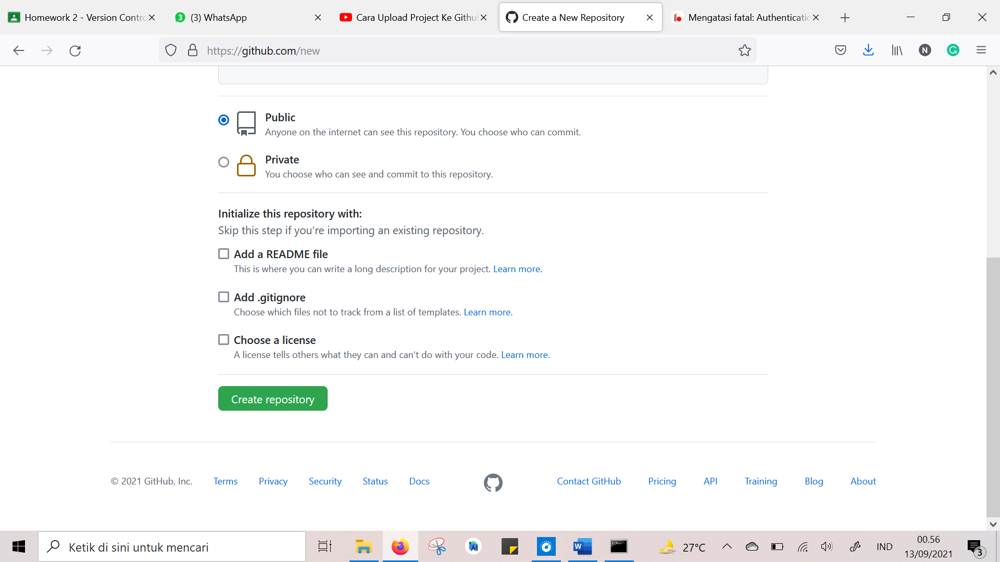 Homework 2 - Version Contro
3
(3) WhatsApp
Cara Upload Project Ke Githu
Create a New Repository
Mengatasi fatal: Authenticatio
https://github.com/new
N
Public
Anyone on the internet can see this repository. You choose who can commit.
Private
You choose who can see and commit to this repository.
Initialize this repository with:
Skip this step if you’re importing an existing repository.
Add a README file
This is where you can write a long description for your project. Learn more.
Add .gitignore
Choose which files not to track from a list of templates. Learn more.
Choose a license
A license tells others what they can and can't do with your code. Learn more.
Create repository
© 2021 GitHub, Inc. Terms Privacy Security Status Docs Contact GitHub Pricing API Training Blog About
Ketik di sini untuk mencari
27°C
IND
00.56
13/09/2021
3